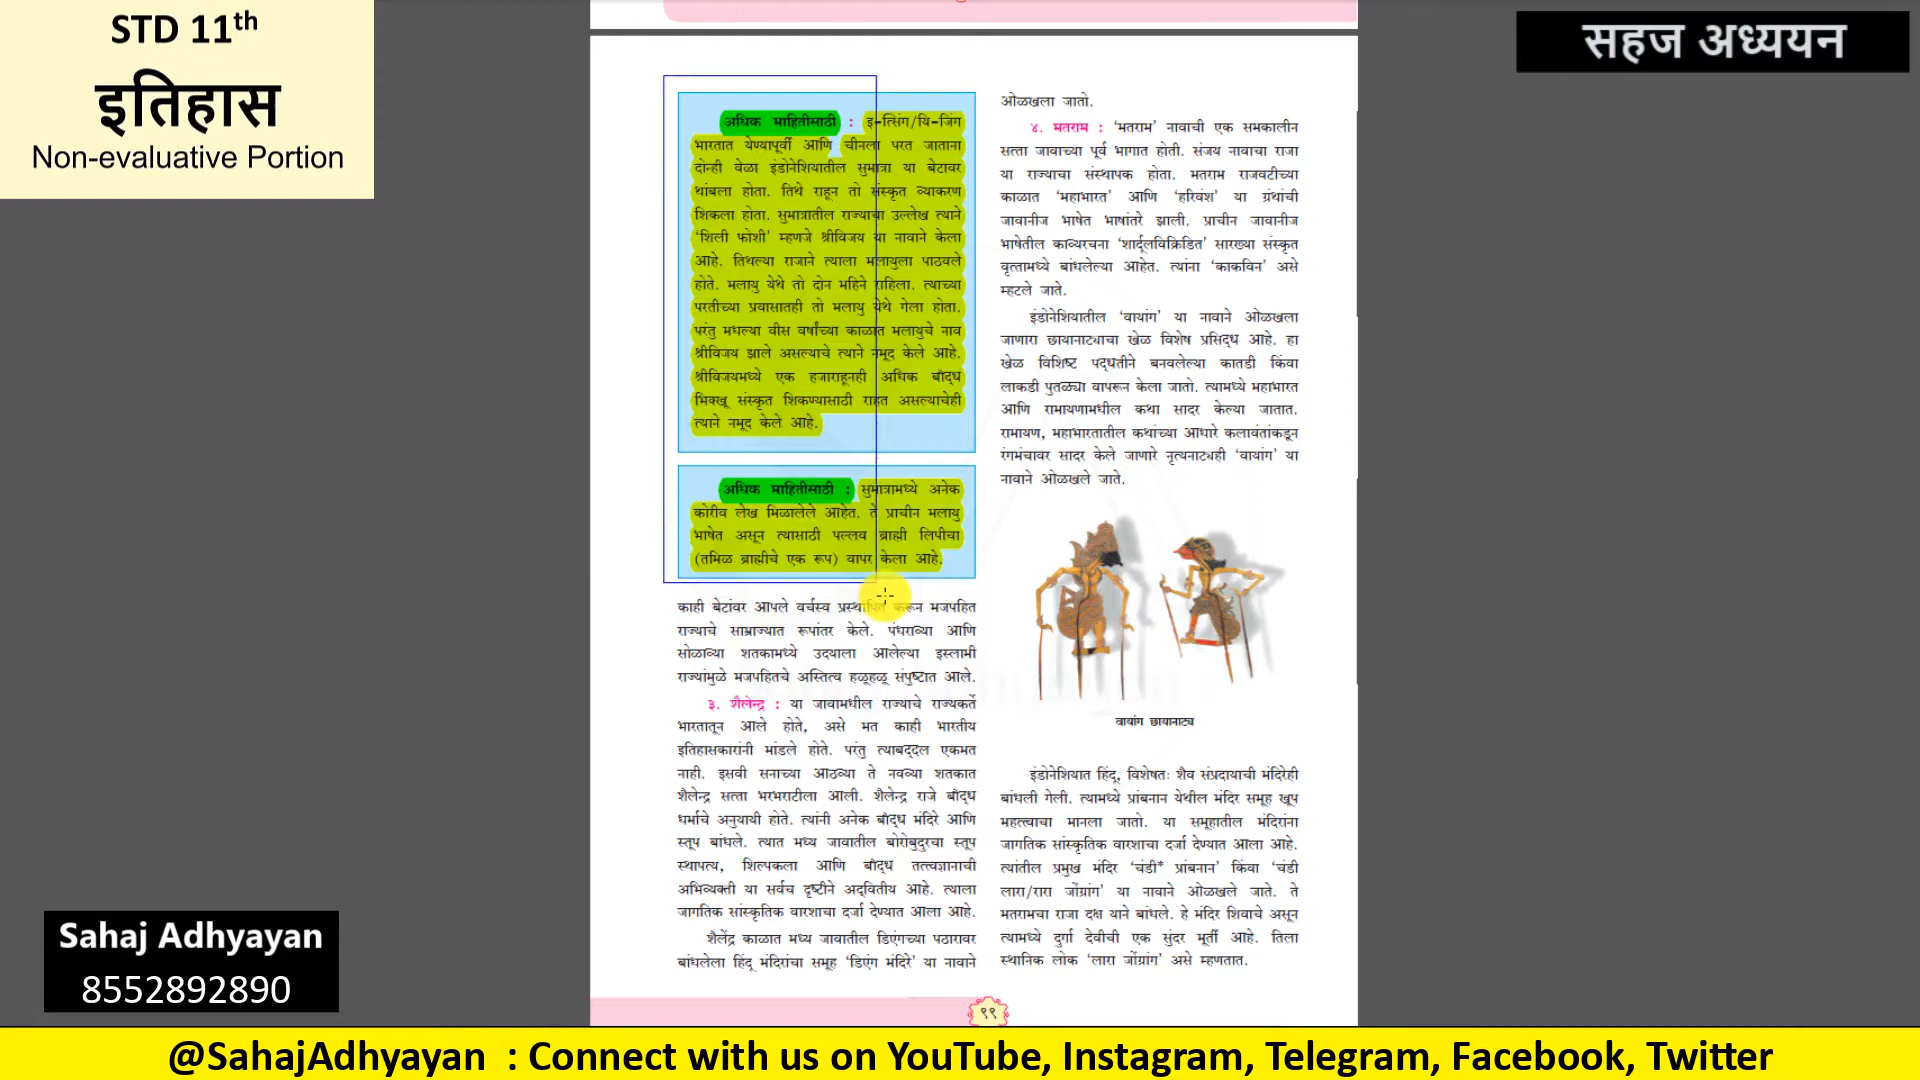 STD 11th
इतिहास
Non-evaluative Portion
सहज अध्ययन
अधिक माहितीसाठी : इ-त्सिंग/यि-जिंग
भारतात येण्यापूर्वी आणि चीनला परत जाताना
दोन्ही वेळा इंडोनेशियातील सुमात्रा या बेटावर
थांबला होता. तिथे राहून तो संस्कृत व्याकरण
शिकला होता. सुमात्रातील राज्याचा उल्लेख त्याने
‘शिली फोशी’ म्हणजे श्रीविजय या नावाने केला
आहे. तिथल्या राजाने त्याला मलायुला पाठवले
होते. मलायु येथे तो दोन महिने राहिला. त्याच्या
परतीच्या प्रवासातही तो मलायु येथे गेला होता.
परंतु मधल्या वीस वर्षांच्या काळात मलायुचे नाव
श्रीविजय झाले असल्याचे त्याने नमूद केले आहे.
श्रीविजयमध्ये एक हजाराहूनही अधिक बौद्ध
भिक्खू संस्कृत शिकण्यासाठी राहत असल्याचेही
त्याने नमूद केले आहे.
अधिक माहितीसाठी : सुमात्रामध्ये अनेक
कोरीव लेख मिळालेले आहेत. ते प्राचीन मलायु
भाषेत असून त्यासाठी पल्लव ब्राह्मी लिपीचा
(तमिळ ब्राह्मीचे एक रूप) वापर केला आहे.
काही बेटांवर आपले वर्चस्व प्रस्थापित करून मजपहित
राज्याचे साम्राज्यात रूपांतर केले. पंधराव्या आणि
सोळाव्या शतकामध्ये उदयाला आलेल्या इस्लामी
राज्यांमुळे मजपहितचे अस्तित्व हळूहळू संपुष्टात आले.
३. शैलेन्द्र : या जावामधील राज्याचे राज्यकर्ते
भारतातून आले होते, असे मत काही भारतीय
इतिहासकारांनी मांडले होते. परंतु त्याबद्दल एकमत
नाही. इसवी सनाच्या आठव्या ते नवव्या शतकात
शैलेन्द्र सत्ता भरभराटीला आली. शैलेन्द्र राजे बौद्ध
धर्माचे अनुयायी होते. त्यांनी अनेक बौद्ध मंदिरे आणि
स्तूप बांधले. त्यात मध्य जावातील बोरोबुदुरचा स्तूप
स्थापत्य, शिल्पकला आणि बौद्ध तत्त्वज्ञानाची
अभिव्यक्ती या सर्वच दृष्टीने अद्वितीय आहे. त्याला
जागतिक सांस्कृतिक वारशाचा दर्जा देण्यात आला आहे.
शैलेंद्र काळात मध्य जावातील डिएंगच्या पठारावर
बांधलेला हिंदू मंदिरांचा समूह ‘डिएंग मंदिरे’ या नावाने
ओळखला जातो.
४. मतराम : ‘मतराम’ नावाची एक समकालीन
सत्ता जावाच्या पूर्व भागात होती. संजय नावाचा राजा
या राज्याचा संस्थापक होता. मतराम राजवटीच्या
काळात ‘महाभारत’ आणि ‘हरिवंश’ या ग्रंथांची
जावानीज भाषेत भाषांतरे झाली. प्राचीन जावानीज
भाषेतील काव्यरचना ‘शार्दूलविक्रिडित’ सारख्या संस्कृत
वृत्तामध्ये बांधलेल्या आहेत. त्यांना ‘काकविन’ असे
म्हटले जाते.
इंडोनेशियातील ‘वायांग’ या नावाने ओळखला
जाणारा छायानाट्याचा खेळ विशेष प्रसिद्ध आहे. हा
खेळ विशिष्ट पद्धतीने बनवलेल्या कातडी किंवा
लाकडी पुतळ्या वापरून केला जातो. त्यामध्ये महाभारत
आणि रामायणामधील कथा सादर केल्या जातात.
रामायण, महाभारतातील कथांच्या आधारे कलावंतांकडून
रंगमंचावर सादर केले जाणारे नृत्यनाट्यही ‘वायांग’ या
नावाने ओळखले जाते.
वायांग छायानाट्य
इंडोनेशियात हिंदू, विशेषतः शैव संप्रदायाची मंदिरेही
बांधली गेली. त्यामध्ये प्रांबनान येथील मंदिर समूह खूप
महत्त्वाचा मानला जातो. या समूहातील मंदिरांना
जागतिक सांस्कृतिक वारशाचा दर्जा देण्यात आला आहे.
त्यांतील प्रमुख मंदिर ‘चंडी* प्रांबनान’ किंवा ‘चंडी
लारा/रारा जोंग्रांग’ या नावाने ओळखले जाते. ते
मतरामचा राजा दक्ष याने बांधले. हे मंदिर शिवाचे असून
त्यामध्ये दुर्गा देवीची एक सुंदर मूर्ती आहे. तिला
स्थानिक लोक ‘लारा जोंग्रांग’ असे म्हणतात.
९९
Sahaj Adhyayan
8552892890
@SahajAdhyayan : Connect with us on YouTube, Instagram, Telegram, Facebook, Twitter